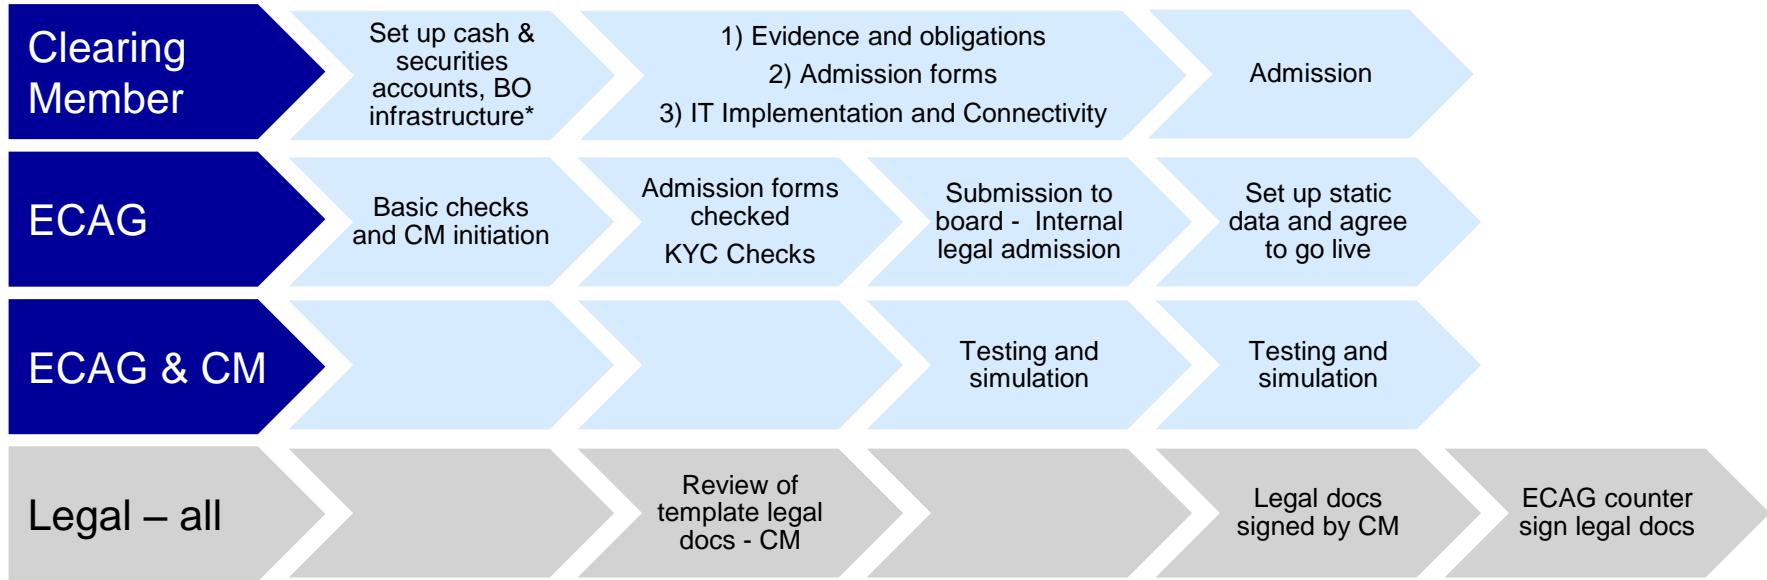 Clearing
Member
Set up cash &
securities
accounts, BO
infrastructure*
1) Evidence and obligations
2) Admission forms
3) IT Implementation and Connectivity
Admission
ECAG
Basic checks
and CM initiation
Admission forms
checked
KYC Checks
Submission to
board -  Internal
legal admission
Set up static
data and agree
to go live
ECAG & CM
Testing and
simulation
Testing and
simulation
Legal – all
Review of
template legal
docs - CM
Legal docs
signed by CM
ECAG counter
sign legal docs